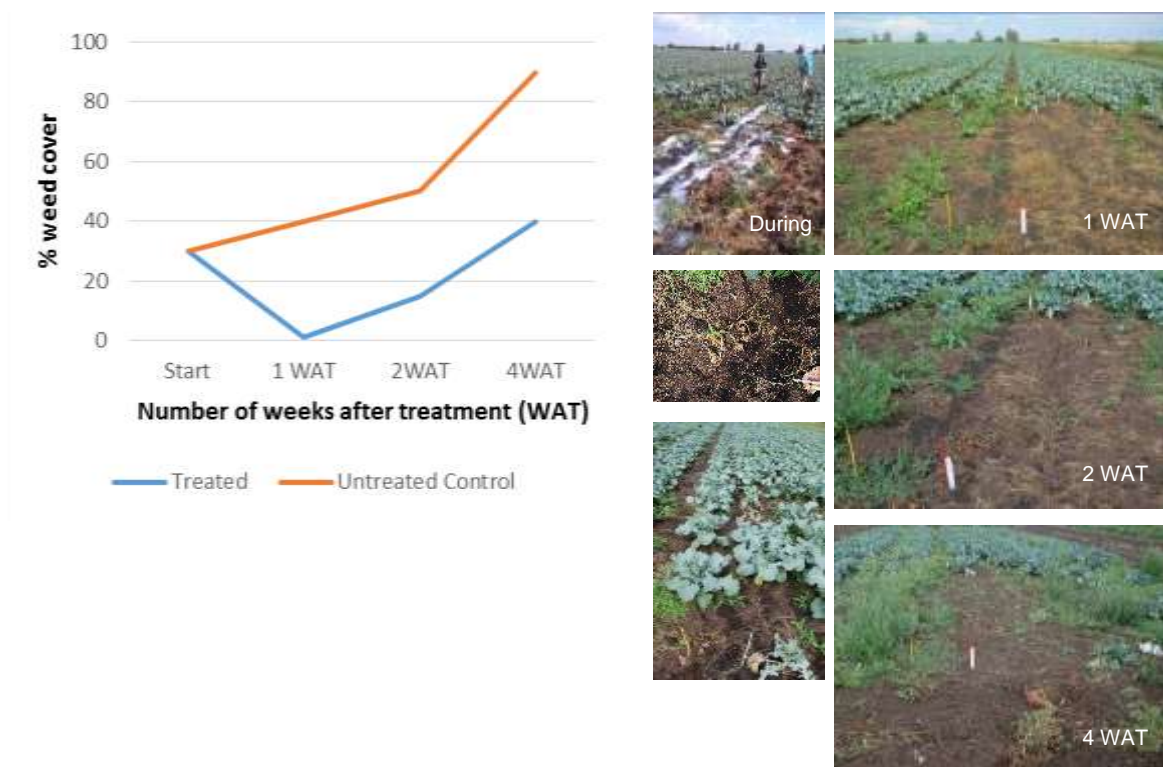 100
80
60
40
20
0
% weed cover
Start 1 WAT 2WAT 4WAT
Number of weeks after treatment (WAT)
Treated Untreated Control
During
1 WAT
2 WAT
4 WAT